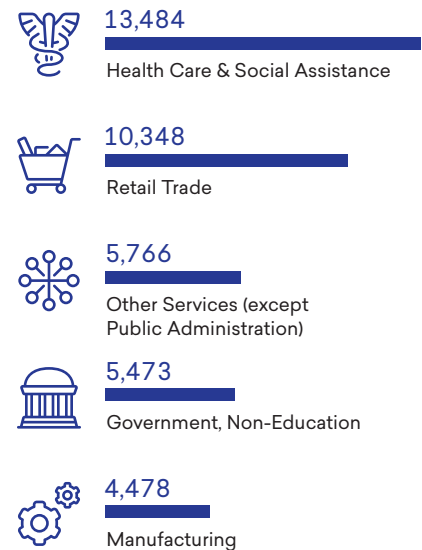 13,484
Health Care & Social Assistance
10,348
Retail Trade
5,766
Other Services (except
Public Administration)
5,473
Government, Non-Education
4,478
Manufacturing